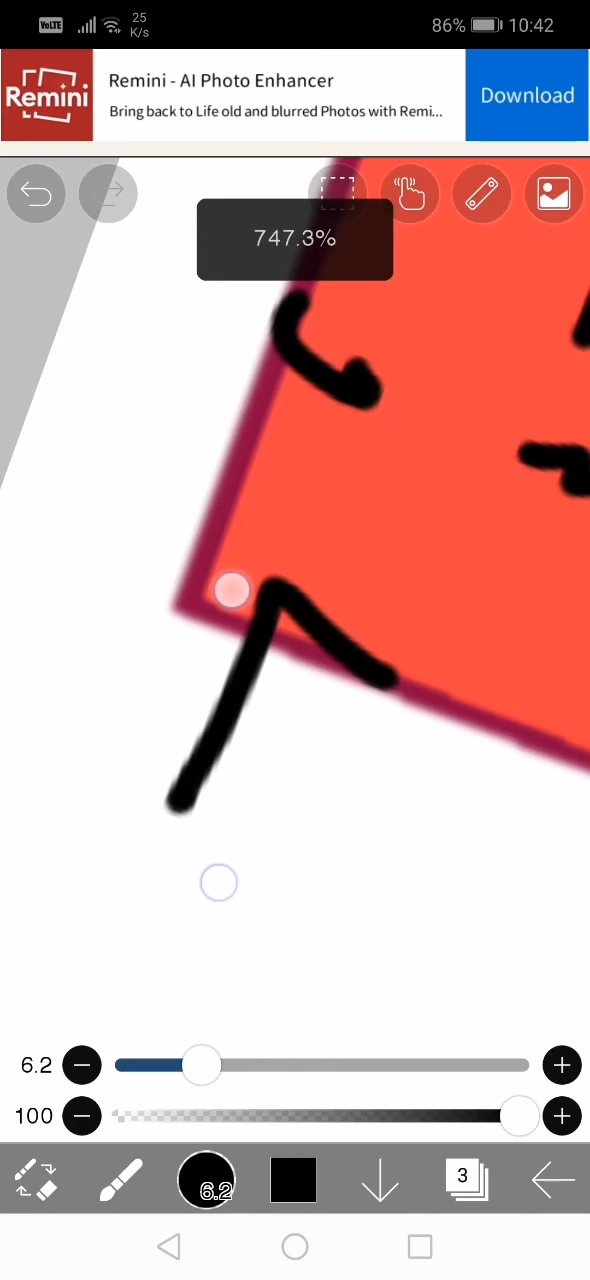 VoLTE 25 K/s 86% 10:42
Remini
Remini - AI Photo Enhancer
Bring back to Life old and blurred Photos with Remi...
Download
747.3%
6.2
100
6.2
3